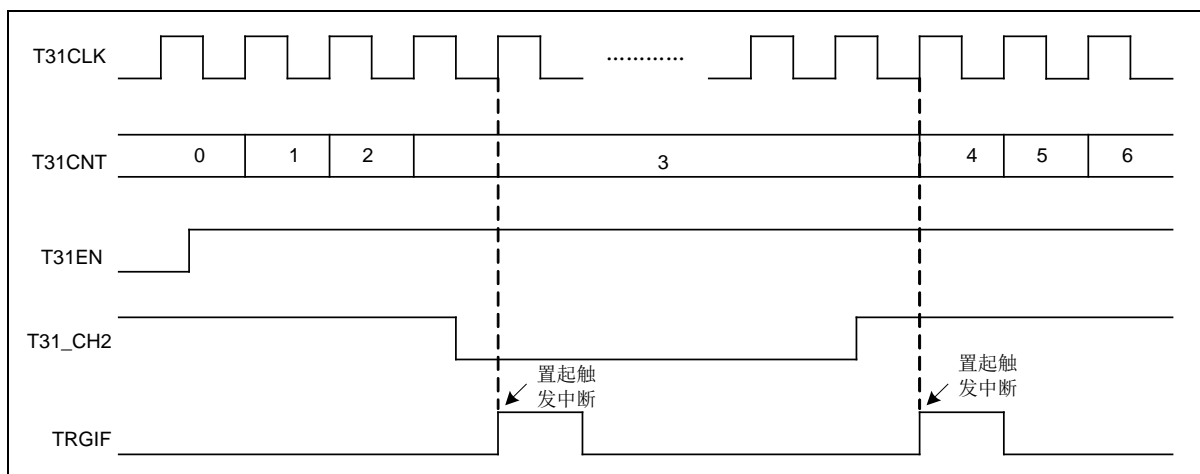 T31CLK
…………
T31CNT
0 1 2 3 4 5 6
T31EN
T31_CH2
置起触
发中断
置起触
发中断
TRGIF